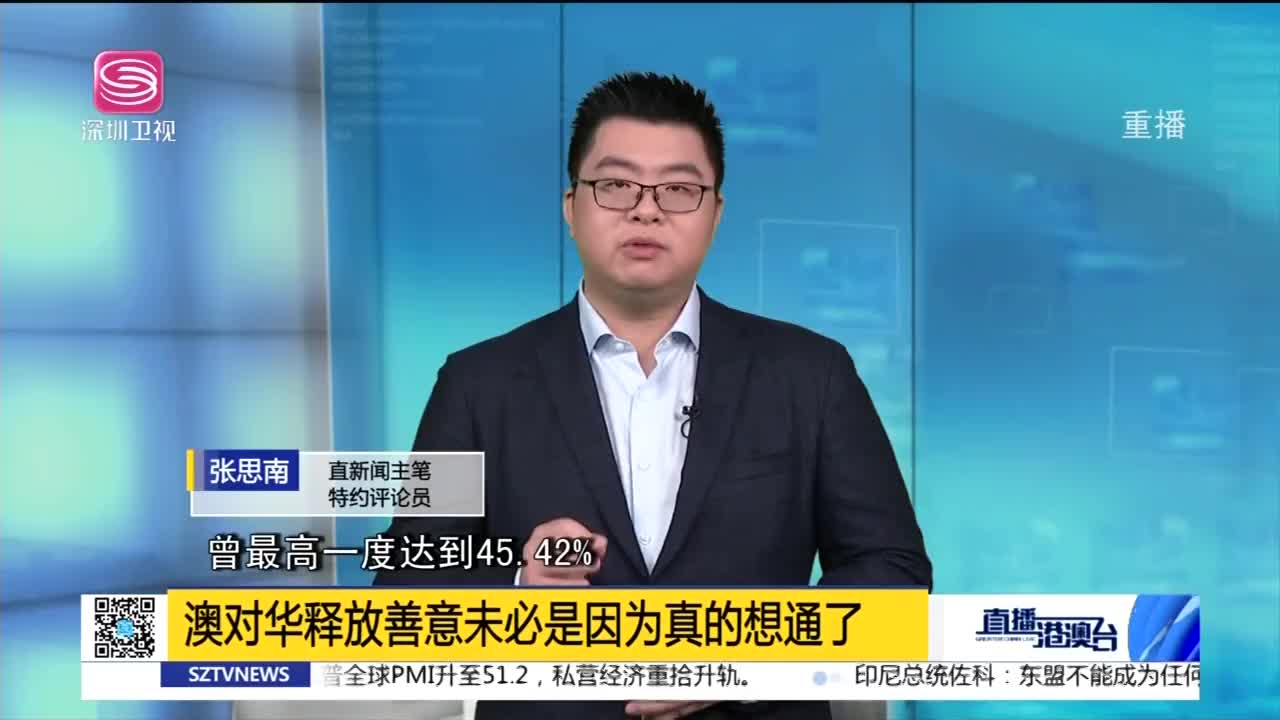 深圳卫视
重播
张思南
直新闻主笔
特约评论员
曾最高一度达到45.42%
澳对华释放善意未必是因为真的想通了
直播港澳台
SZTVNEWS
普全球PMI升至51.2，私营经济重拾升轨。
印尼总统佐科：东盟不能成为任何